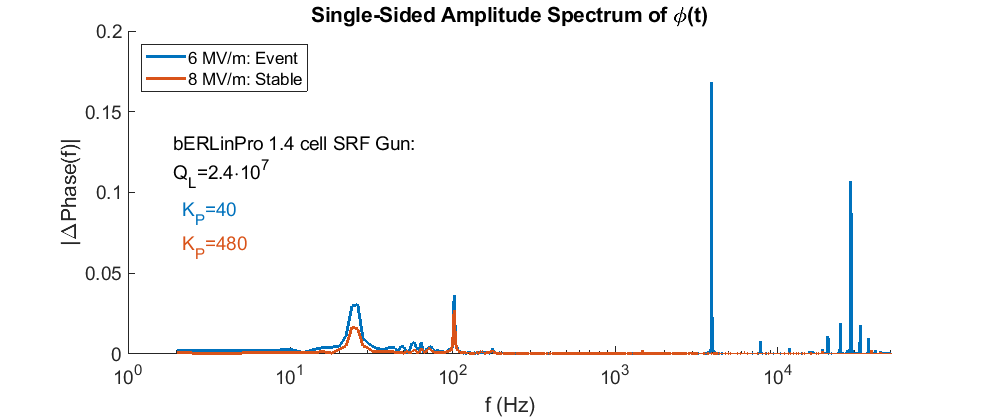 Single-Sided Amplitude Spectrum of ϕ(t)
0.2
6 MV/m: Event
8 MV/m: Stable
0.15
bERLinPro 1.4 cell SRF Gun:
Q_L=2.4·10^7
0.1
K_P=40
K_P=480
0.05
0
|ΔPhase(f)|
10^0
10^1
10^2
10^3
10^4
f (Hz)